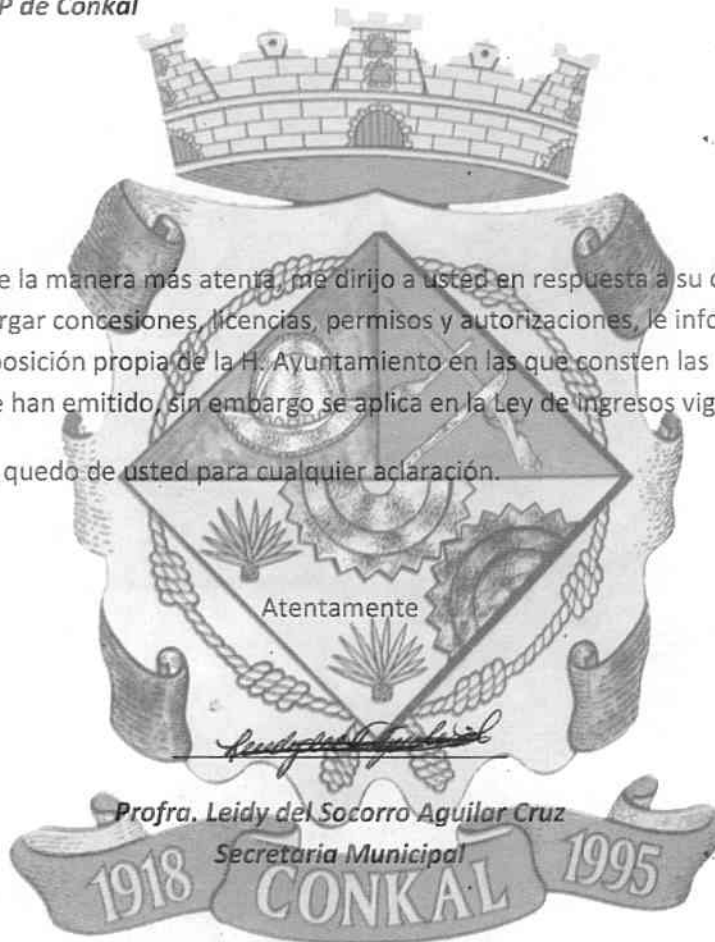 P de Conkal
e la manera más atenta, me dirijo a usted en respuesta a su
rgar concesiones, licencias, permisos y autorizaciones, le info
posición propia de la H. Ayuntamiento en las que consten las
e han emitido, sin embargo se aplica en la Ley de ingresos vig
quedo de usted para cualquier aclaración.
Atentamente
Profra. Leidy del Socorro Aguilar Cruz
Secretaria Municipal
1918 CONKAL 1995